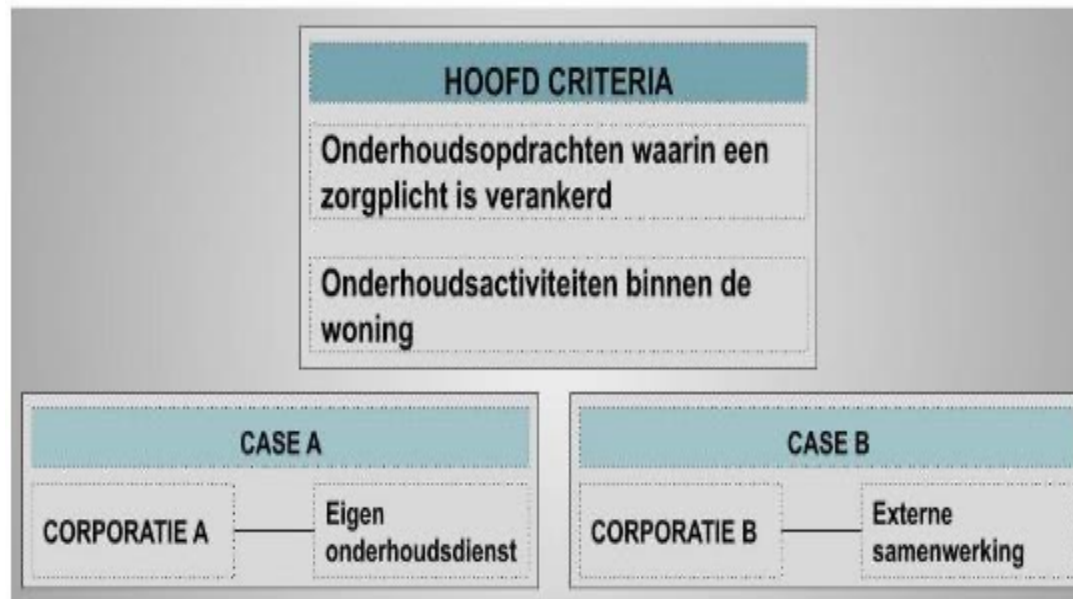 HOOFD CRITERIA
Onderhoudsopdrachten waarin een
zorgplicht is verankerd
Onderhoudsactiviteiten binnen de
woning
CASE A
CORPORATIE A
Eigen
onderhoudsdienst
CASE B
CORPORATIE B
Externe
samenwerking